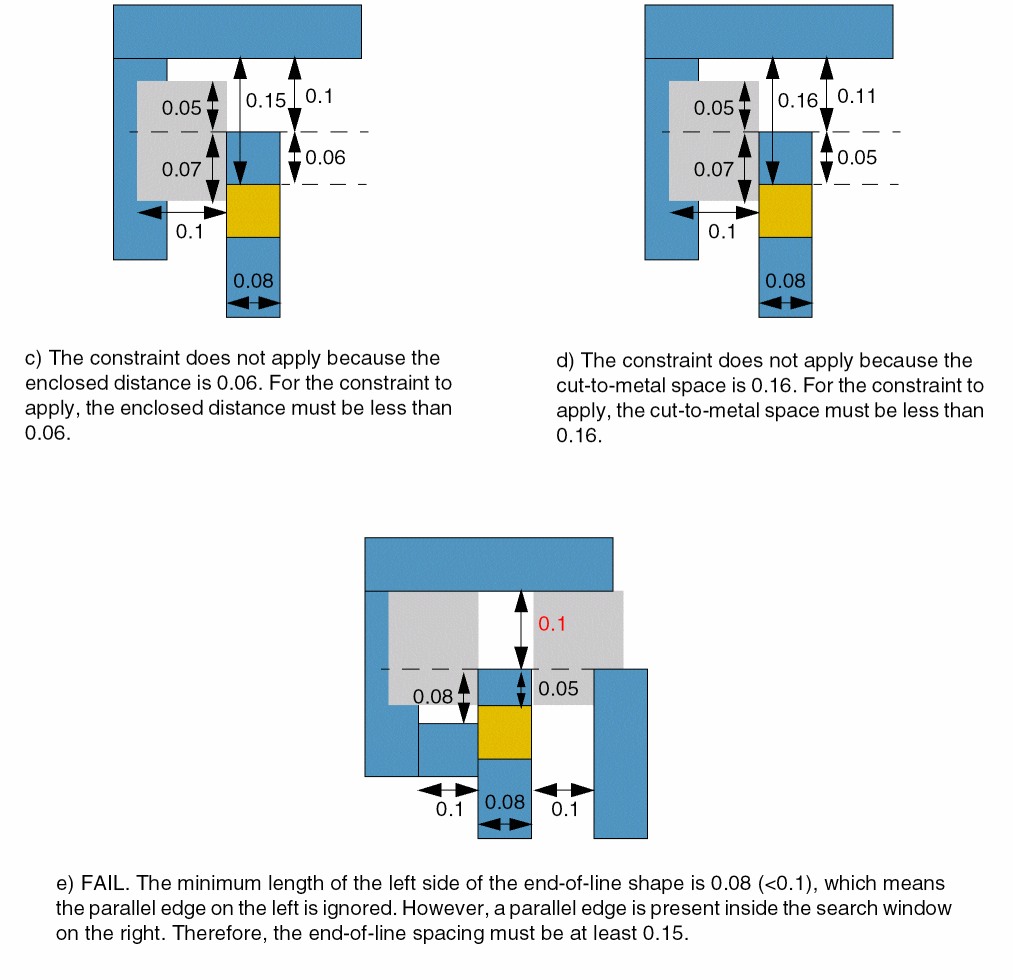 0.05
0.15
0.1
0.07
0.06
0.1
0.08
c) The constraint does not apply because the
enclosed distance is 0.06. For the constraint to
apply, the enclosed distance must be less than
0.06.
0.05
0.16
0.11
0.07
0.05
0.1
0.08
d) The constraint does not apply because the
cut-to-metal space is 0.16. For the constraint to
apply, the cut-to-metal space must be less than
0.16.
0.1
0.08
0.05
0.1
0.08
0.1
e) FAIL. The minimum length of the left side of the end-of-line shape is 0.08 (<0.1), which means
the parallel edge on the left is ignored. However, a parallel edge is present inside the search window
on the right. Therefore, the end-of-line spacing must be at least 0.15.